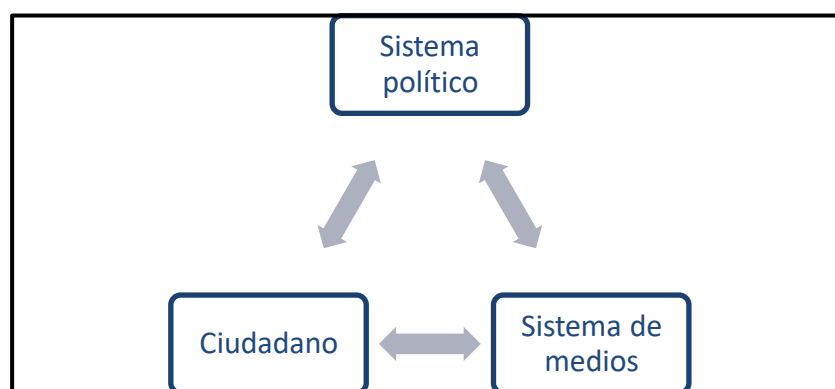 Sistema
político
Ciudadano
Sistema de
medios